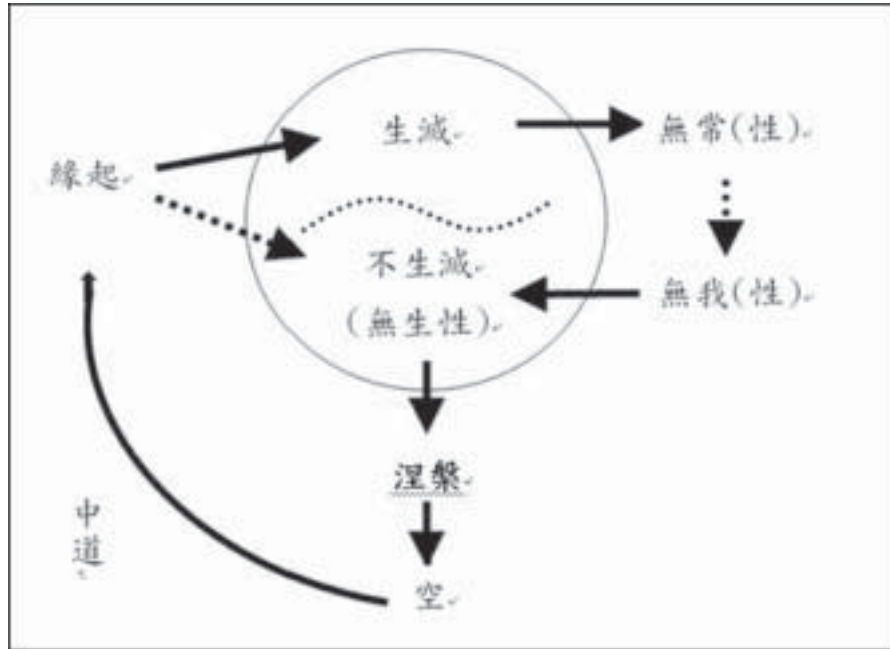 生滅
無常(性)
緣起
不生滅
(無生性)
無我(性)
涅槃
中道
空